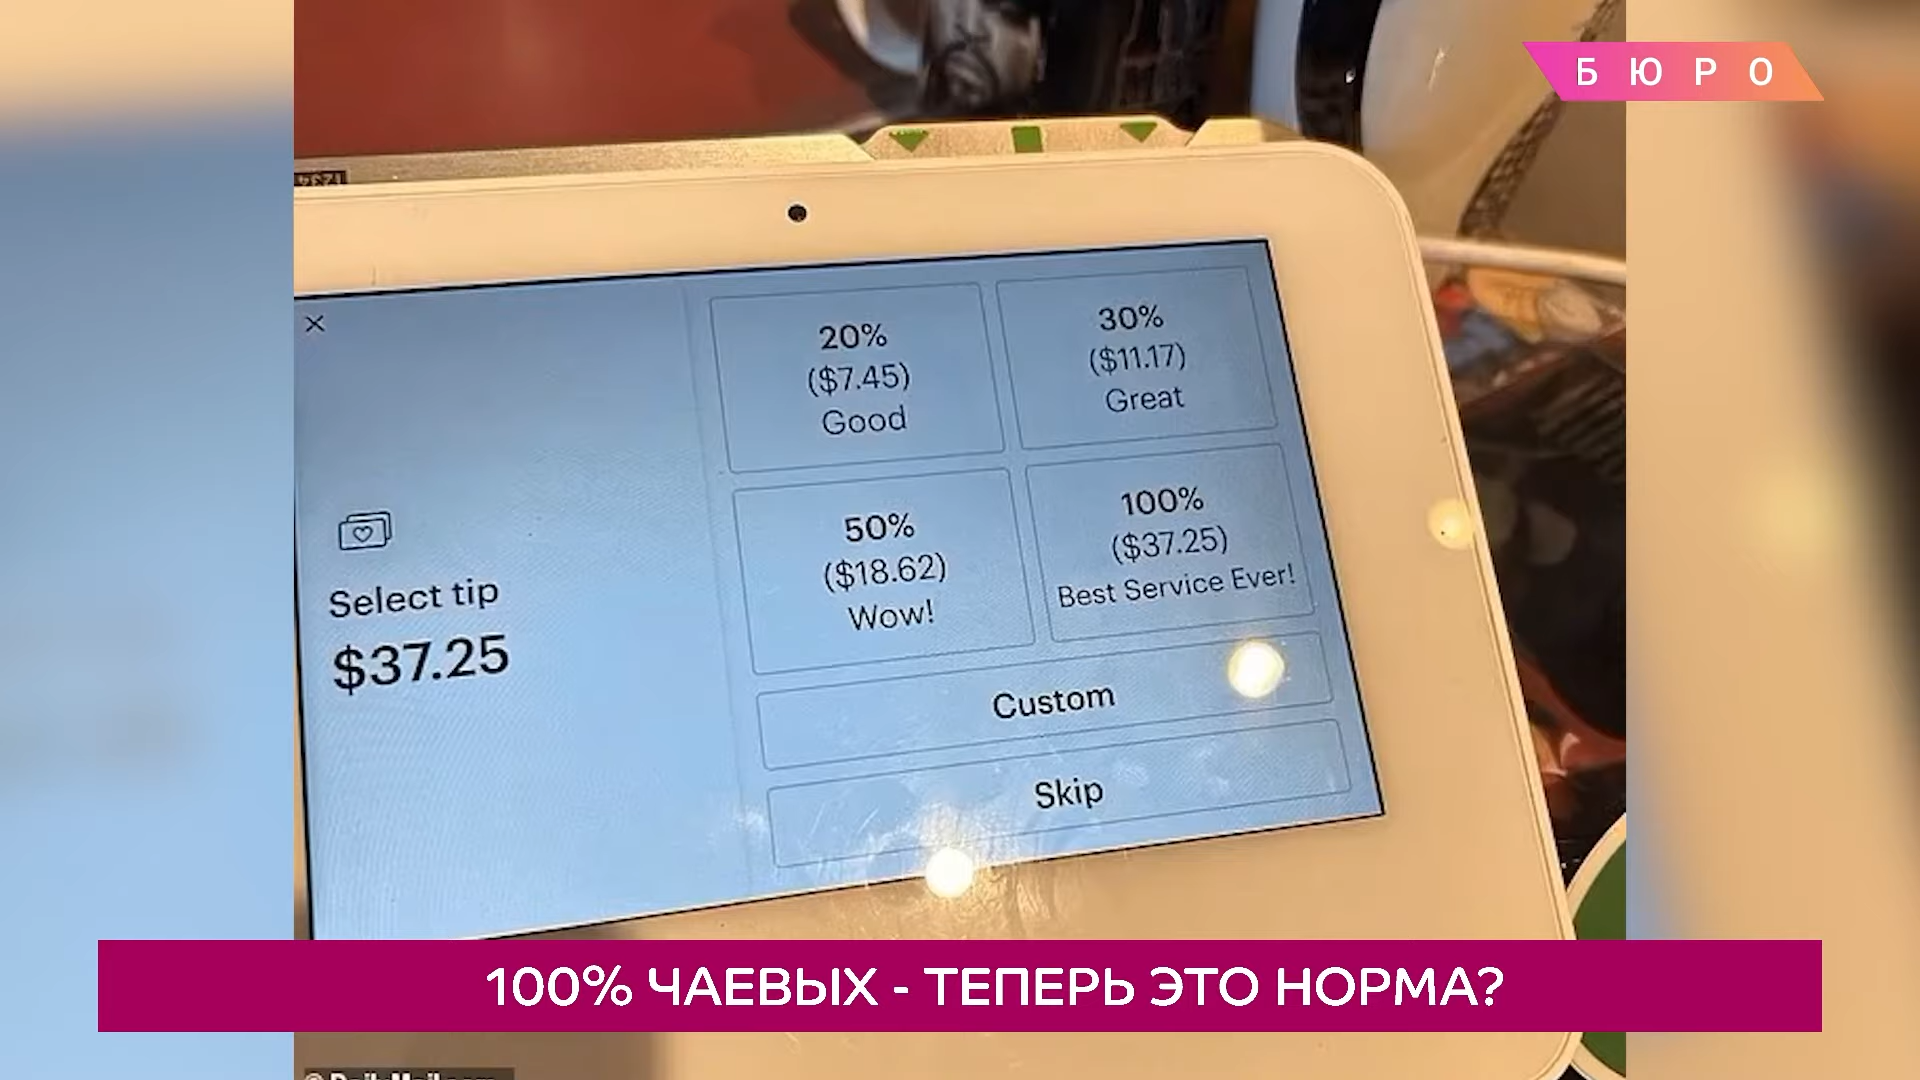 БЮРО
20%
($7.45)
Good
30%
($11.17)
Great
50%
($18.62)
Wow!
100%
($37.25)
Best Service Ever!
Select tip
$37.25
Custom
Skip
100% ЧАЕВЫХ - ТЕПЕРЬ ЭТО НОРМА?